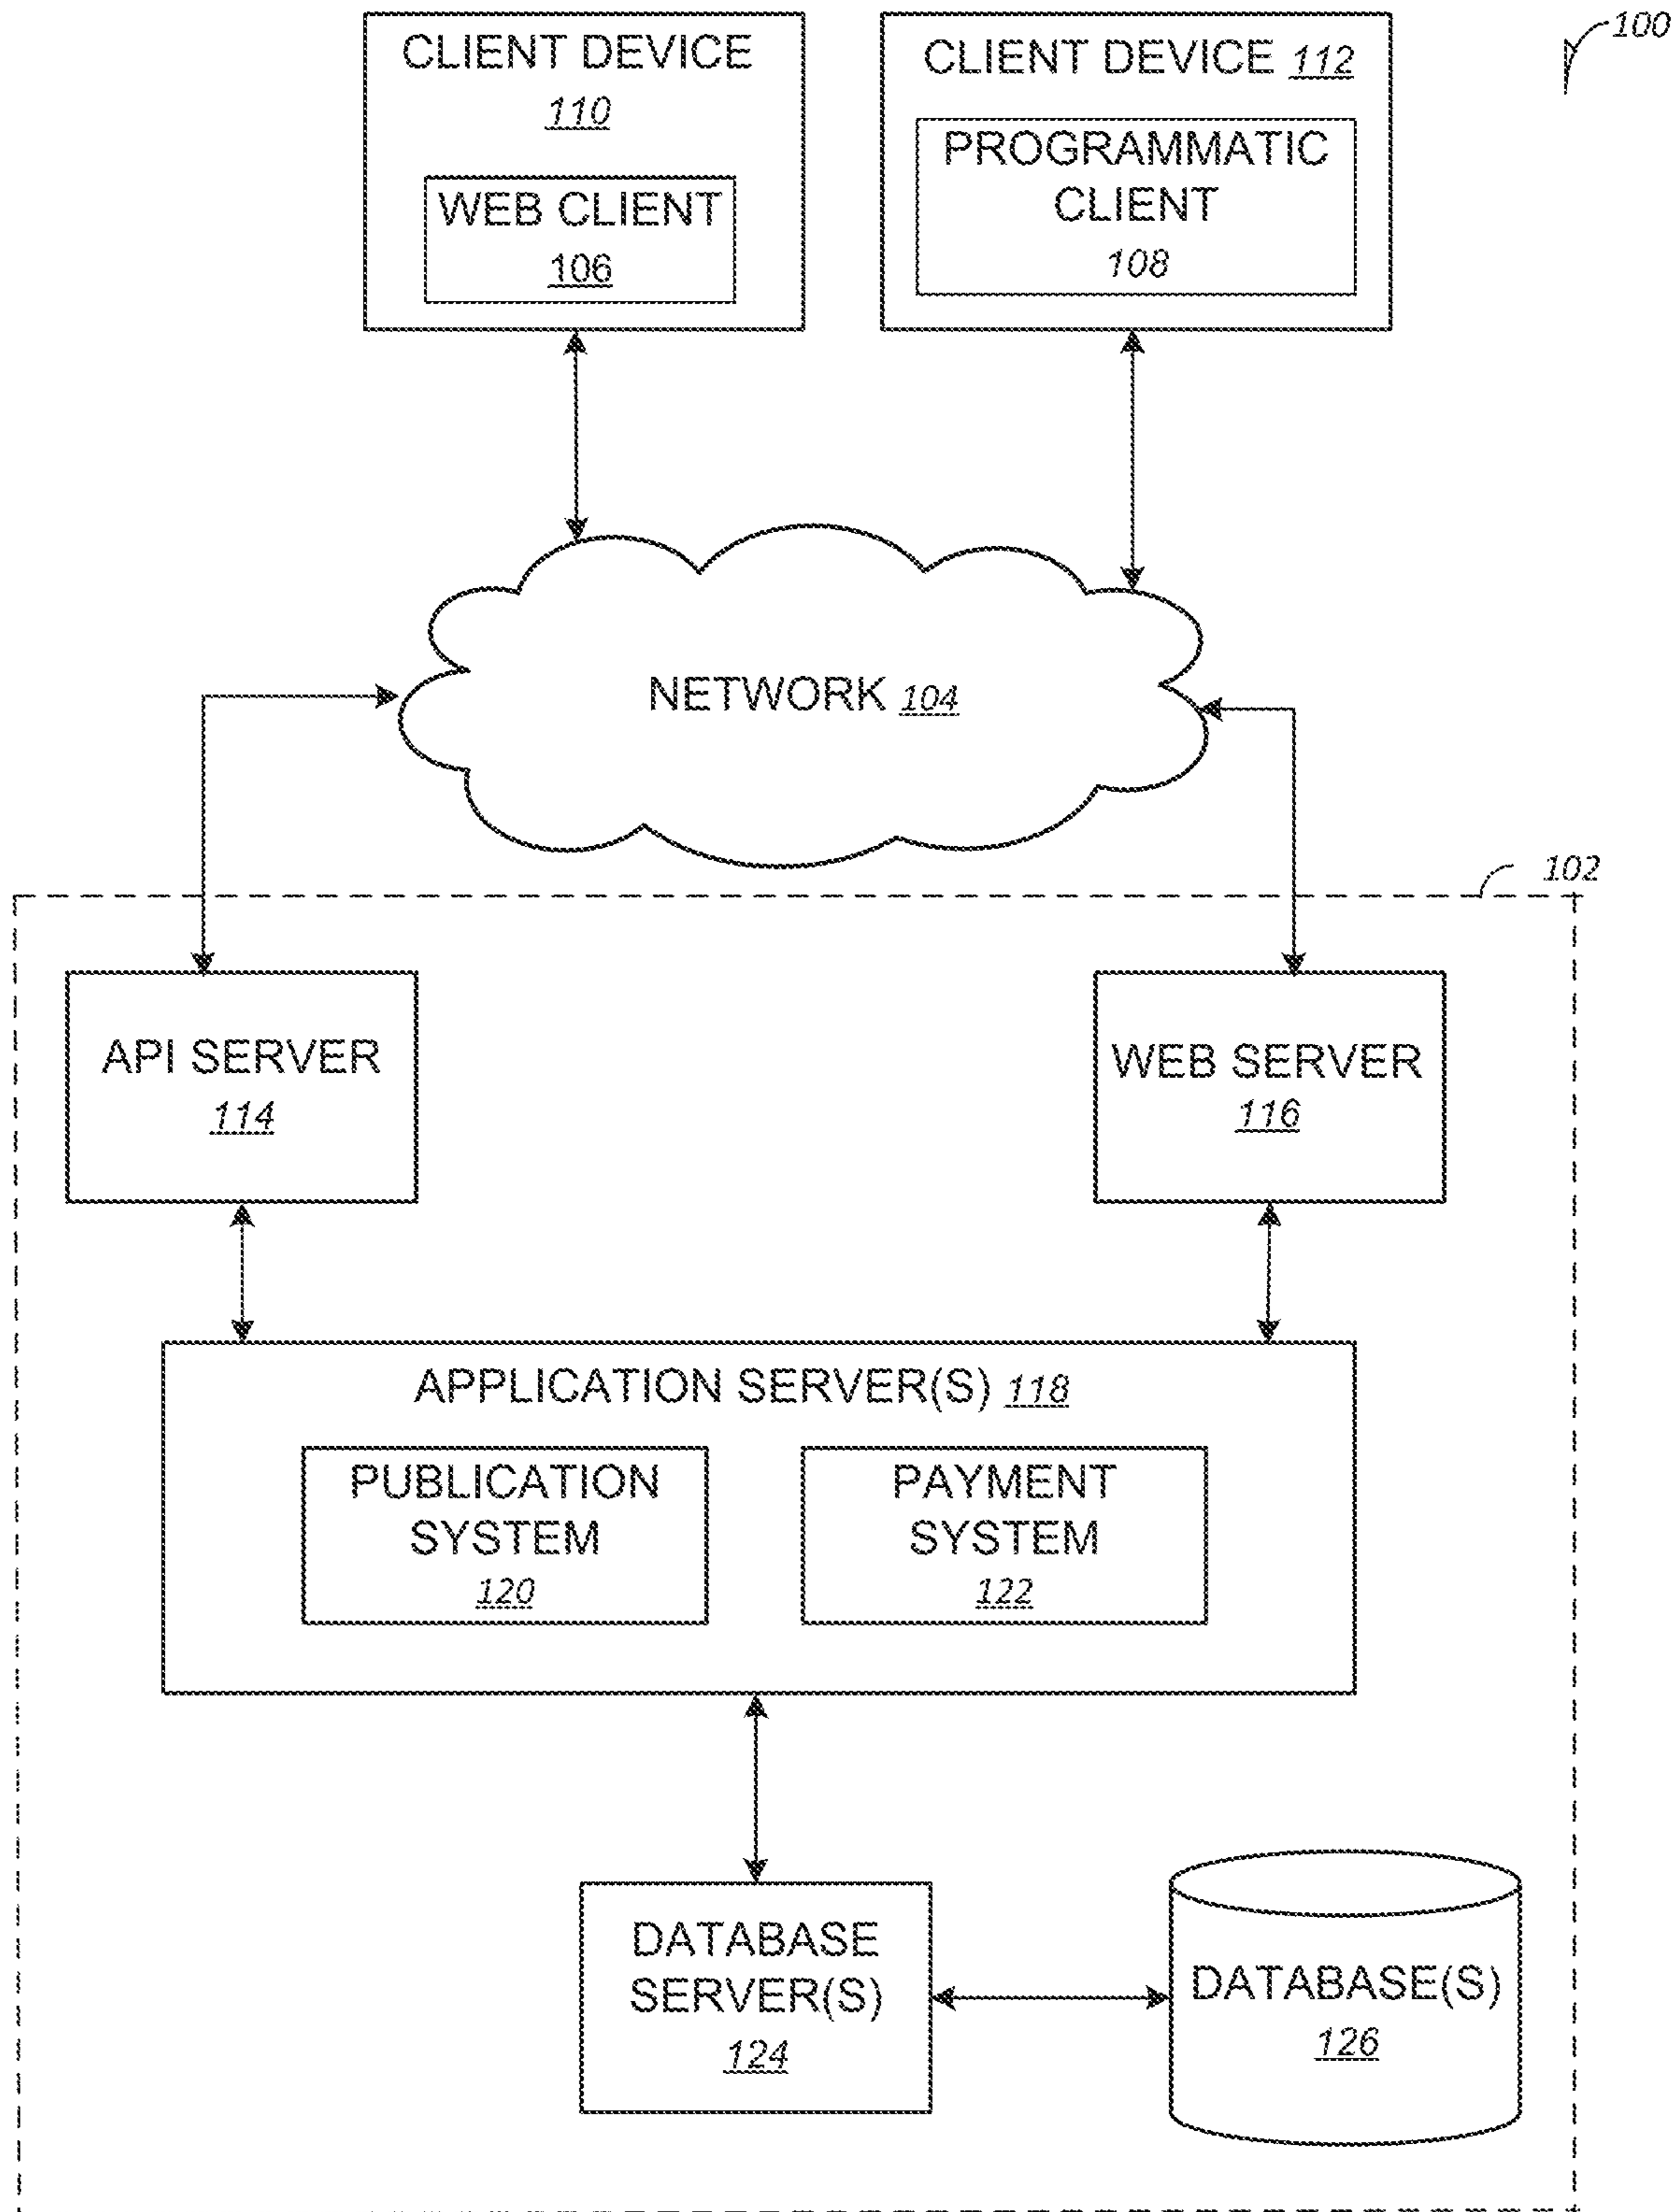 100
CLIENT DEVICE
110
WEB CLIENT
106
CLIENT DEVICE 112
PROGRAMMATIC
CLIENT
108
NETWORK 104
102
API SERVER
114
WEB SERVER
116
APPLICATION SERVER(S) 118
PUBLICATION
SYSTEM
120
PAYMENT
SYSTEM
122
DATABASE
SERVER(S)
124
DATABASE(S)
126